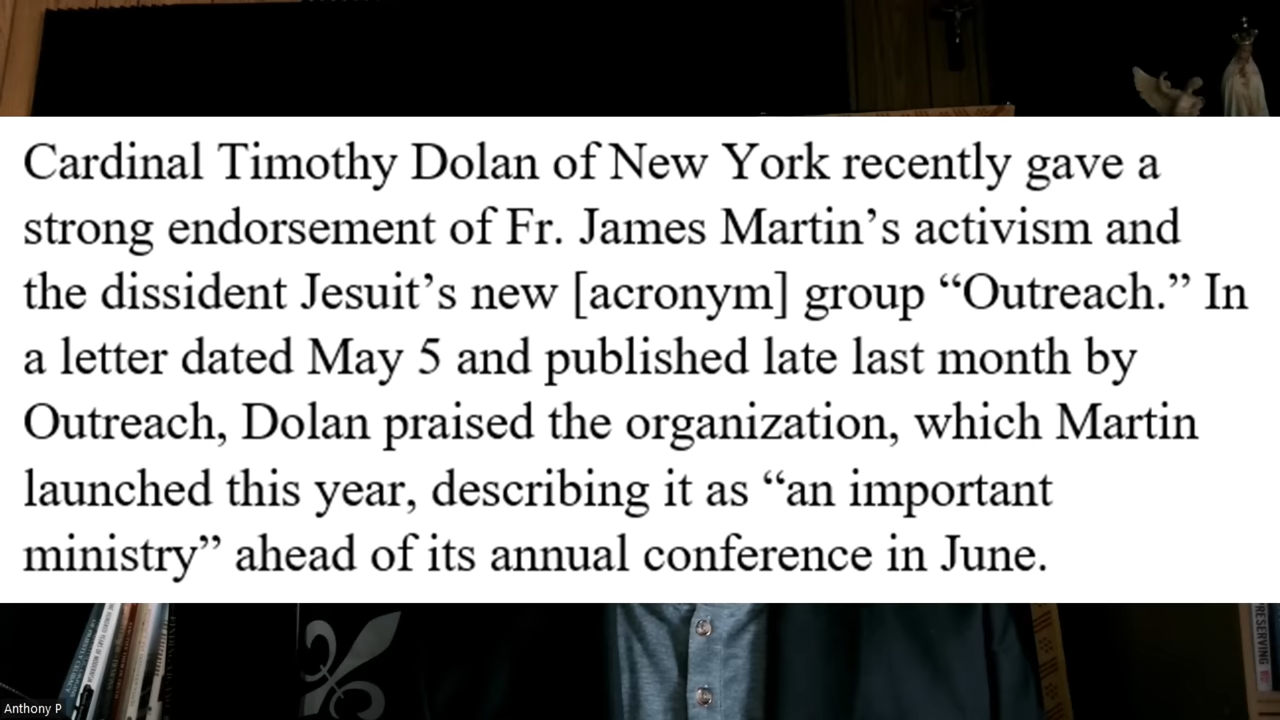 Cardinal Timothy Dolan of New York recently gave a
strong endorsement of Fr. James Martin’s activism and
the dissident Jesuit’s new [acronym] group “Outreach.” In
a letter dated May 5 and published late last month by
Outreach, Dolan praised the organization, which Martin
launched this year, describing it as “an important
ministry” ahead of its annual conference in June.
PRESERVING
Anthony P